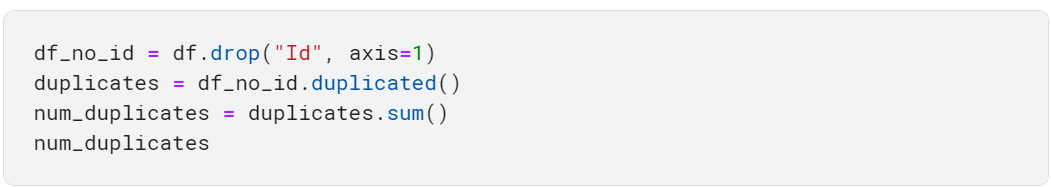 df_no_id = df.drop("Id", axis=1)
duplicates = df_no_id.duplicated()
num_duplicates = duplicates.sum()
num_duplicates